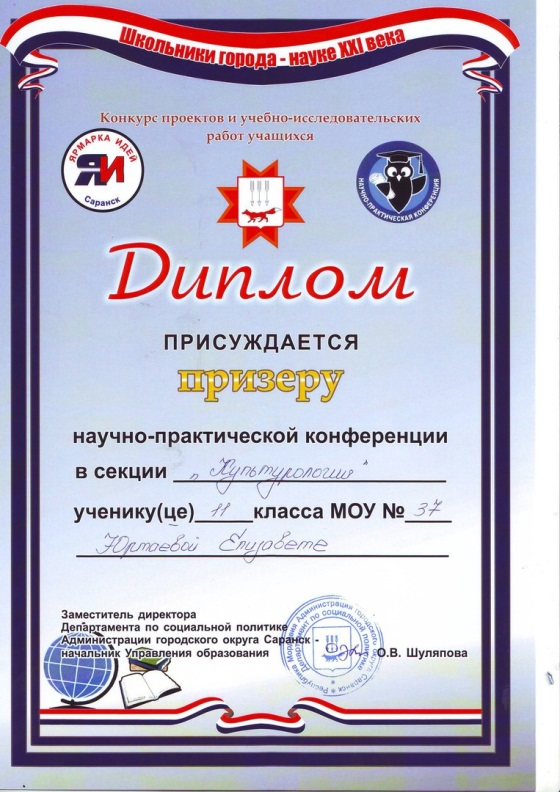 Школьники города - науке XXI века
Конкурс проектов и учебно-исследовательских
работ учащихся
ЯРМАРКА ИДЕЙ
ЯИ
Саранск
НАУЧНО-ПРАКТИЧЕСКАЯ КОНФЕРЕНЦИЯ
Диплом
ПРИСУЖДАЕТСЯ
призеру
научно-практической конференции
в секции „Культурология“
ученику(це) 11 класса МОУ № 37
Юртаевой Елизавете
Заместитель директора
Департамента по социальной политике
Администрации городского округа Саранск -
начальник Управления образования О.В. Шуляпова